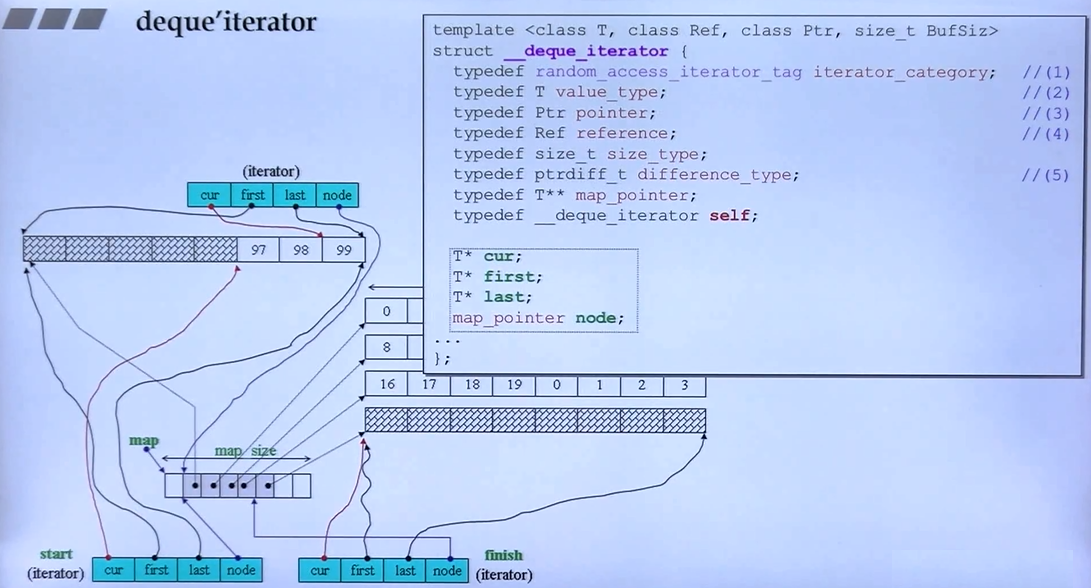 deque'iterator
template <class T, class Ref, class Ptr, size_t BufSiz>
struct __deque_iterator {
typedef random_access_iterator_tag iterator_category; //(1)
typedef T value_type; //(2)
typedef Ptr pointer; //(3)
typedef Ref reference; //(4)
typedef size_t size_type;
typedef ptrdiff_t difference_type; //(5)
typedef T** map_pointer;
typedef __deque_iterator self;
T* cur;
T* first;
T* last;
map_pointer node;
...
};
(iterator)
cur first last node
97 98 99
0
8
16 17 18 19 0 1 2 3
map
map size
start
(iterator)
cur first last node
cur first last node
finish
(iterator)